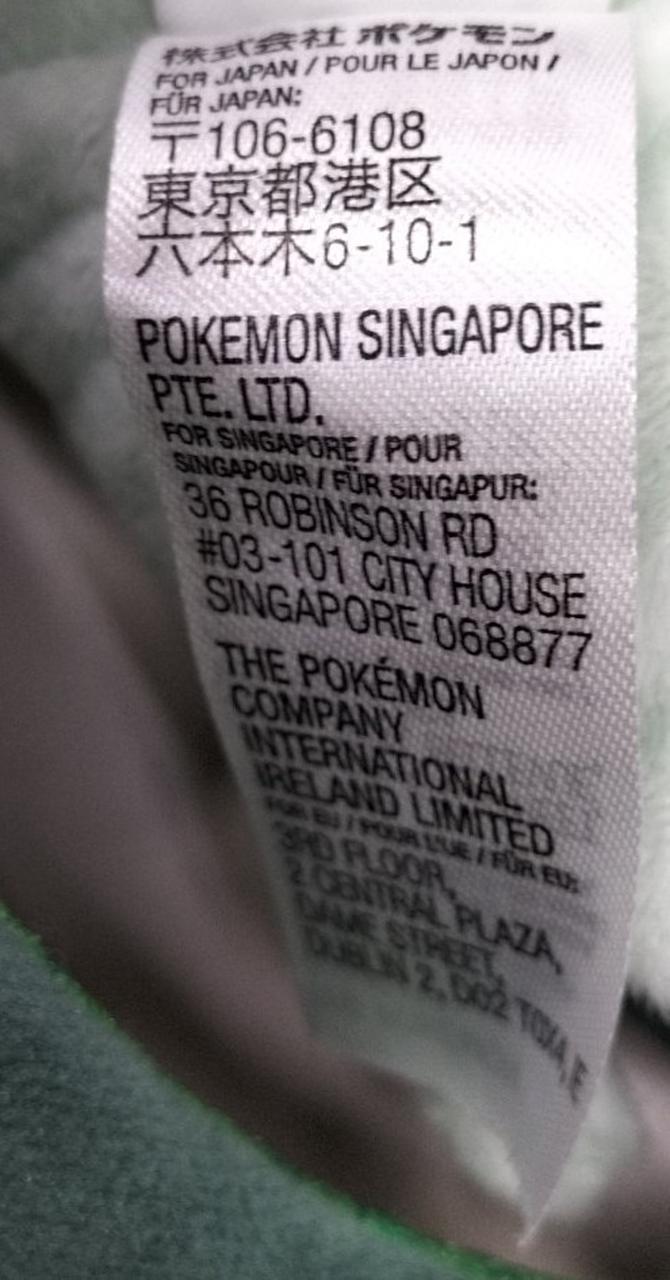 株式会社 ポケモン
FOR JAPAN / POUR LE JAPON /
FÜR JAPAN:
〒106-6108
東京都港区
六本木6-10-1
POKEMON SINGAPORE
PTE. LTD.
FOR SINGAPORE / POUR
SINGAPOUR / FÜR SINGAPUR:
36 ROBINSON RD
#03-101 CITY HOUSE
SINGAPORE 068877
THE POKÉMON
COMPANY
INTERNATIONAL
IRELAND LIMITED
FOR EU / POUR L'UE / FÜR EU:
3RD FLOOR,
2 CENTRAL PLAZA,
DAME STREET,
DUBLIN 2, D02